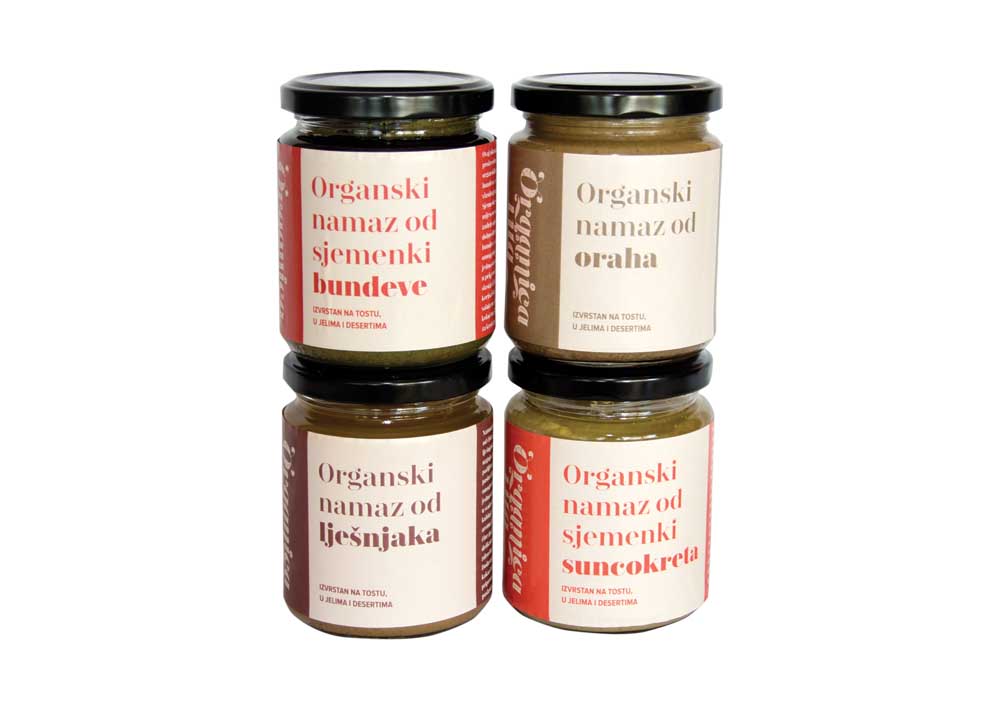 Organski
namaz od
sjemenki
bundeve
IZVRSTAN NA TOSTU,
U JELIMA I DESERTIMA
Organski
namaz od
oraha
IZVRSTAN NA TOSTU,
U JELIMA I DESERTIMA
Organski
namaz od
lješnjaka
IZVRSTAN NA TOSTU,
U JELIMA I DESERTIMA
Organski
namaz od
sjemenki
suncokreta
IZVRSTAN NA TOSTU,
U JELIMA I DESERTIMA